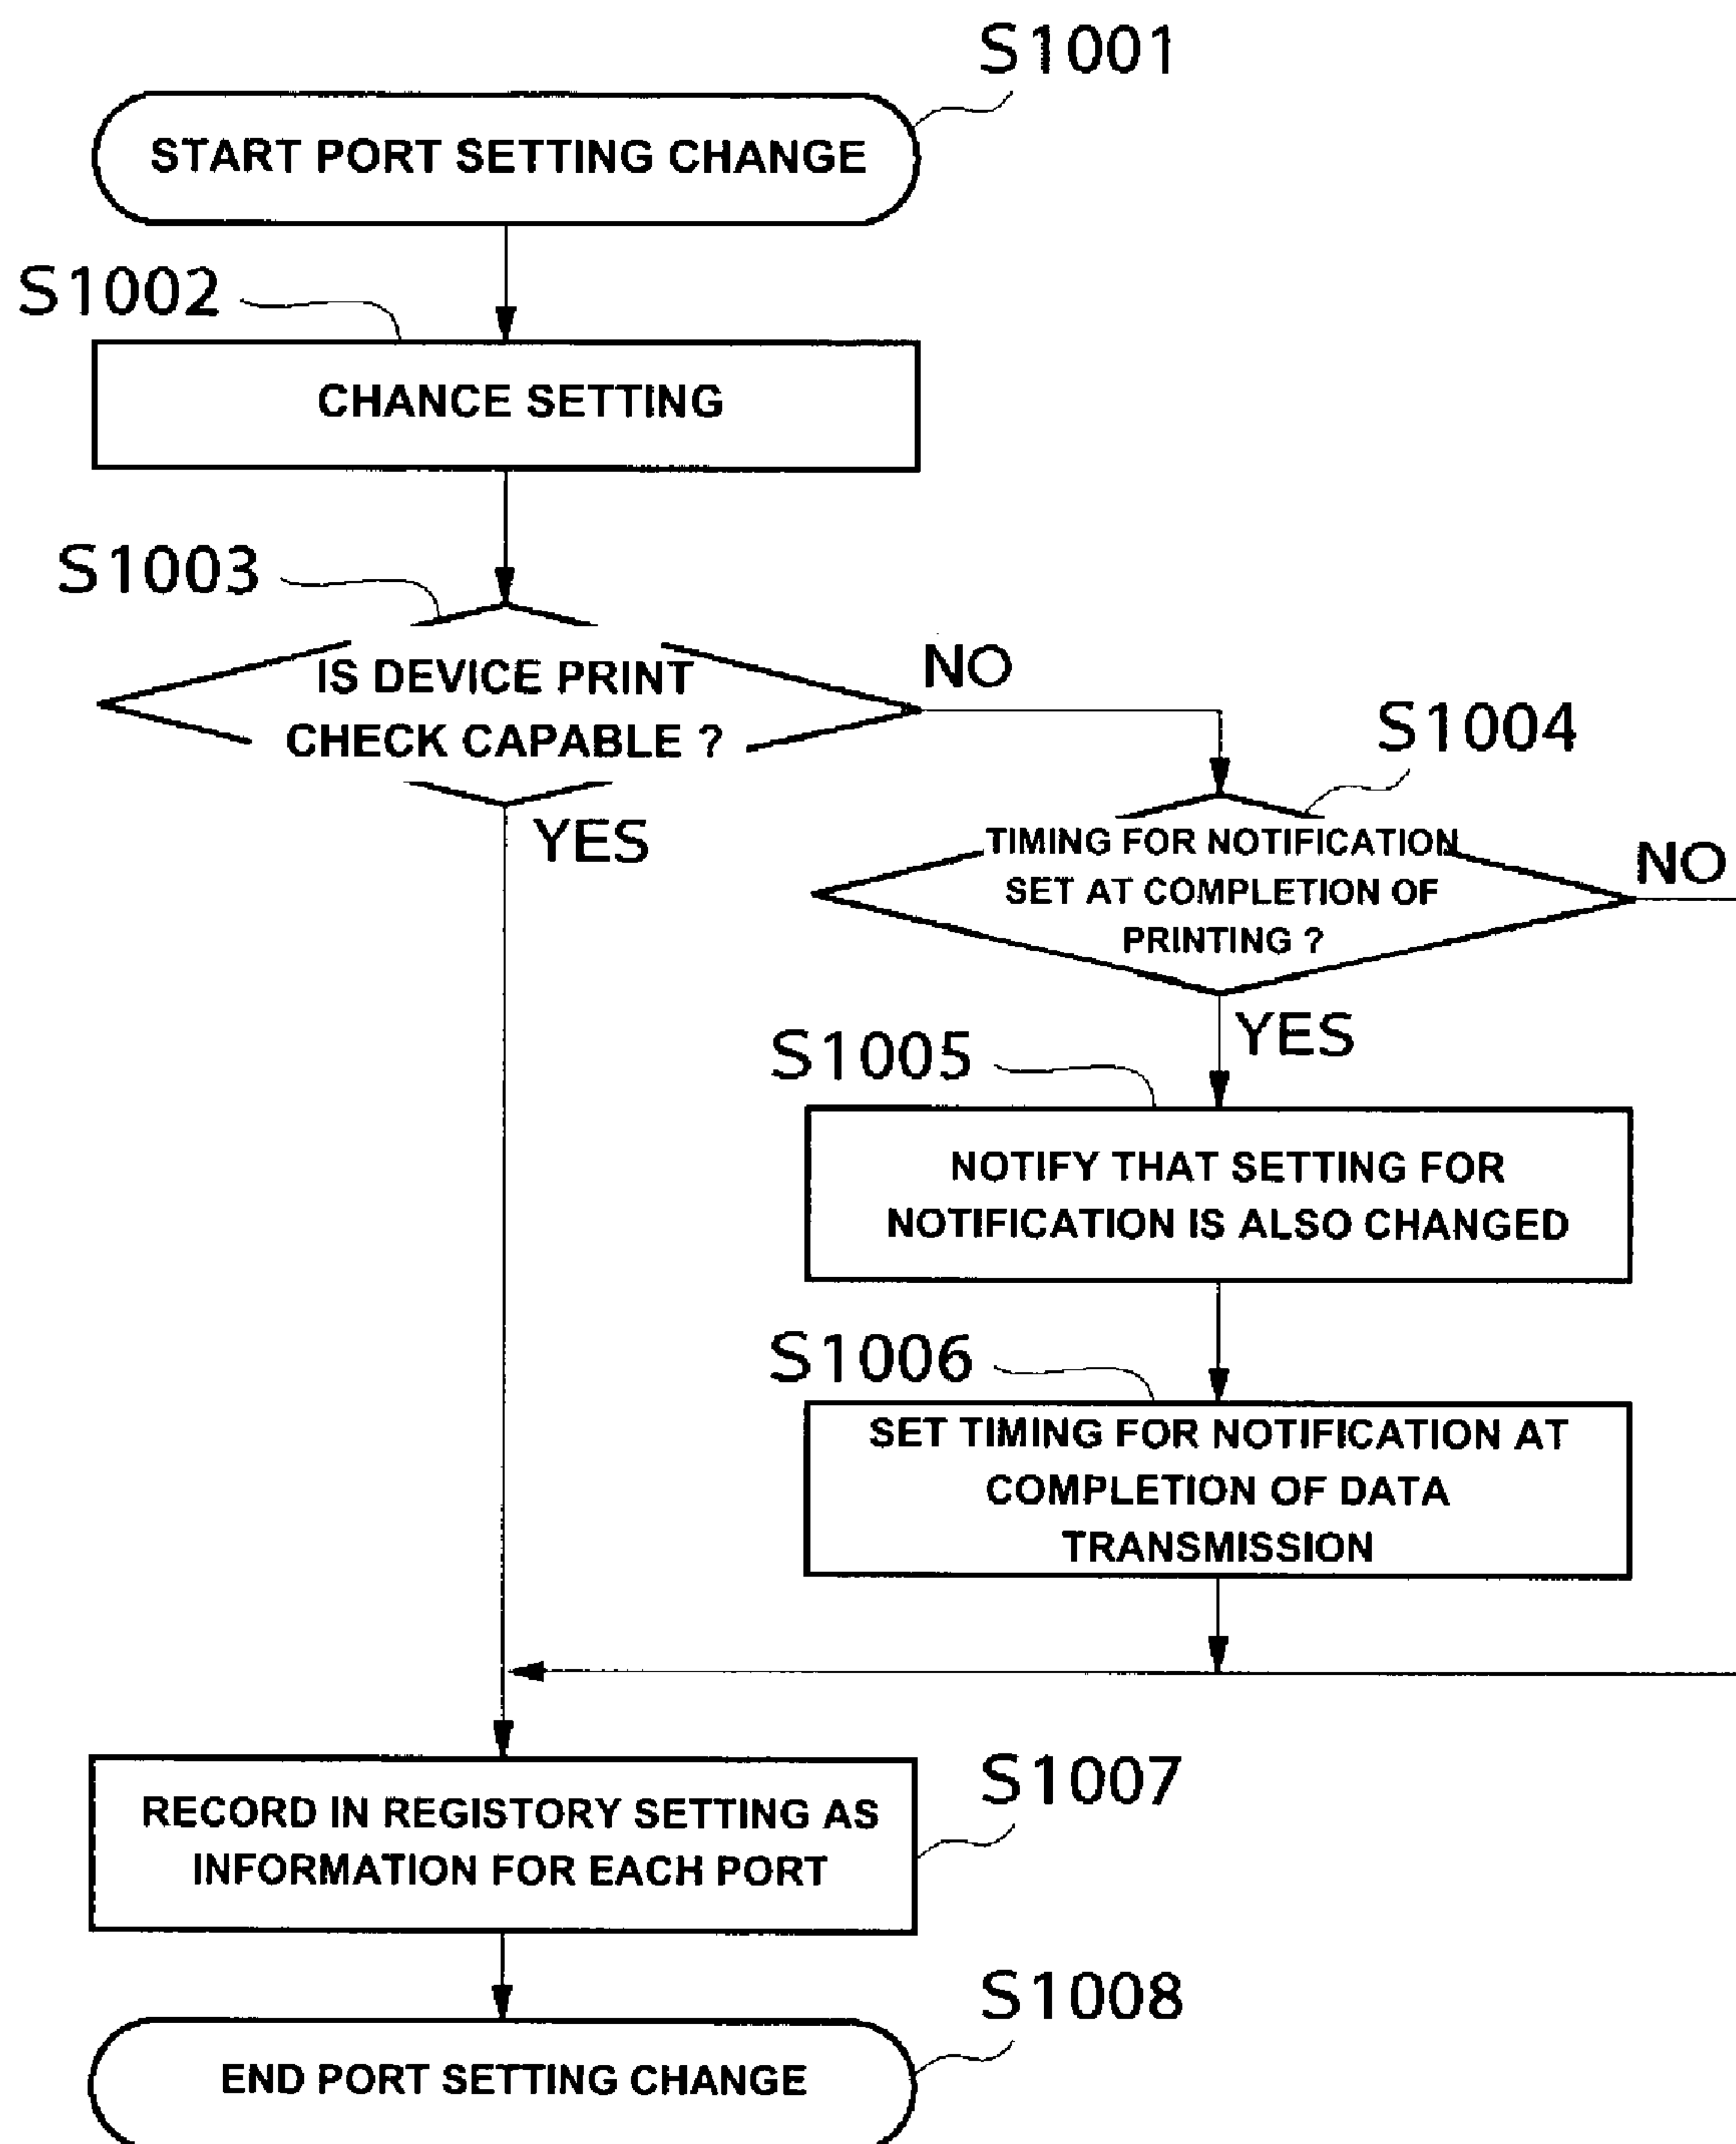 S1001
START PORT SETTING CHANGE
S1002
CHANCE SETTING
S1003
IS DEVICE PRINT
CHECK CAPABLE ?
NO
YES
S1004
TIMING FOR NOTIFICATION
SET AT COMPLETION OF
PRINTING ?
NO
YES
S1005
NOTIFY THAT SETTING FOR
NOTIFICATION IS ALSO CHANGED
S1006
SET TIMING FOR NOTIFICATION AT
COMPLETION OF DATA
TRANSMISSION
S1007
RECORD IN REGISTORY SETTING AS
INFORMATION FOR EACH PORT
S1008
END PORT SETTING CHANGE